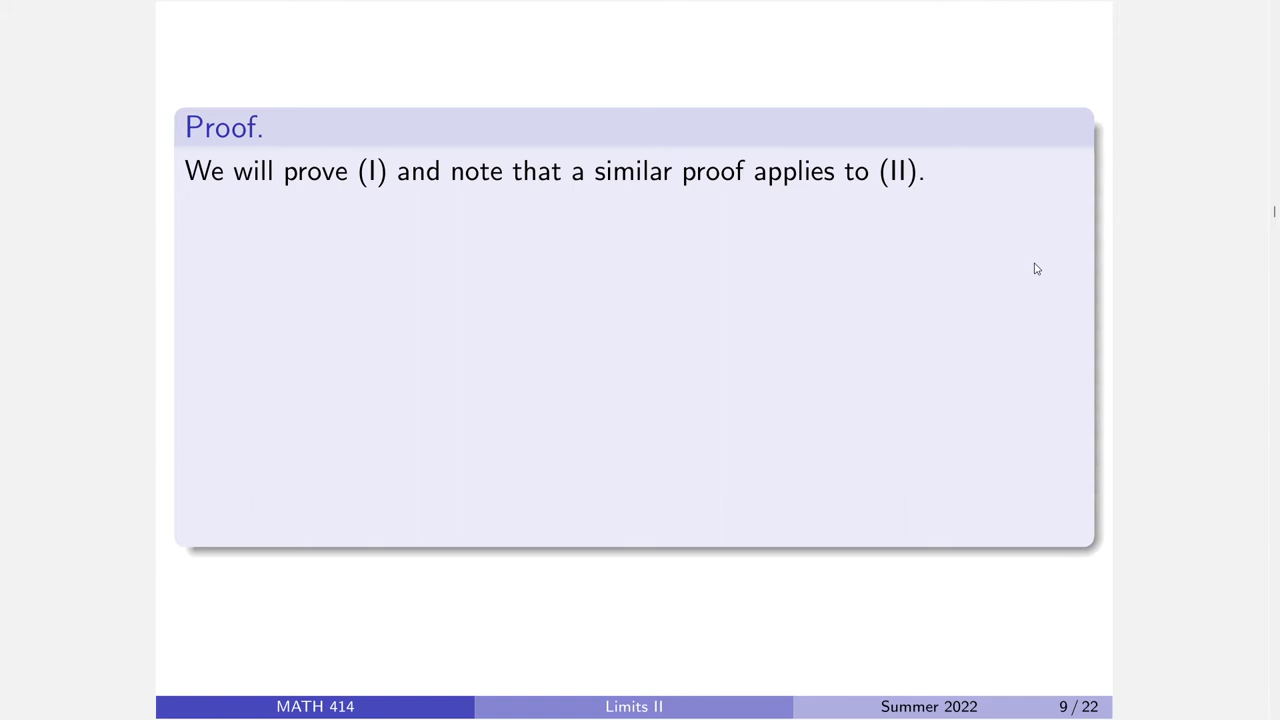 Proof.
We will prove (I) and note that a similar proof applies to (II).
MATH 414
Limits II
Summer 2022
9 / 22